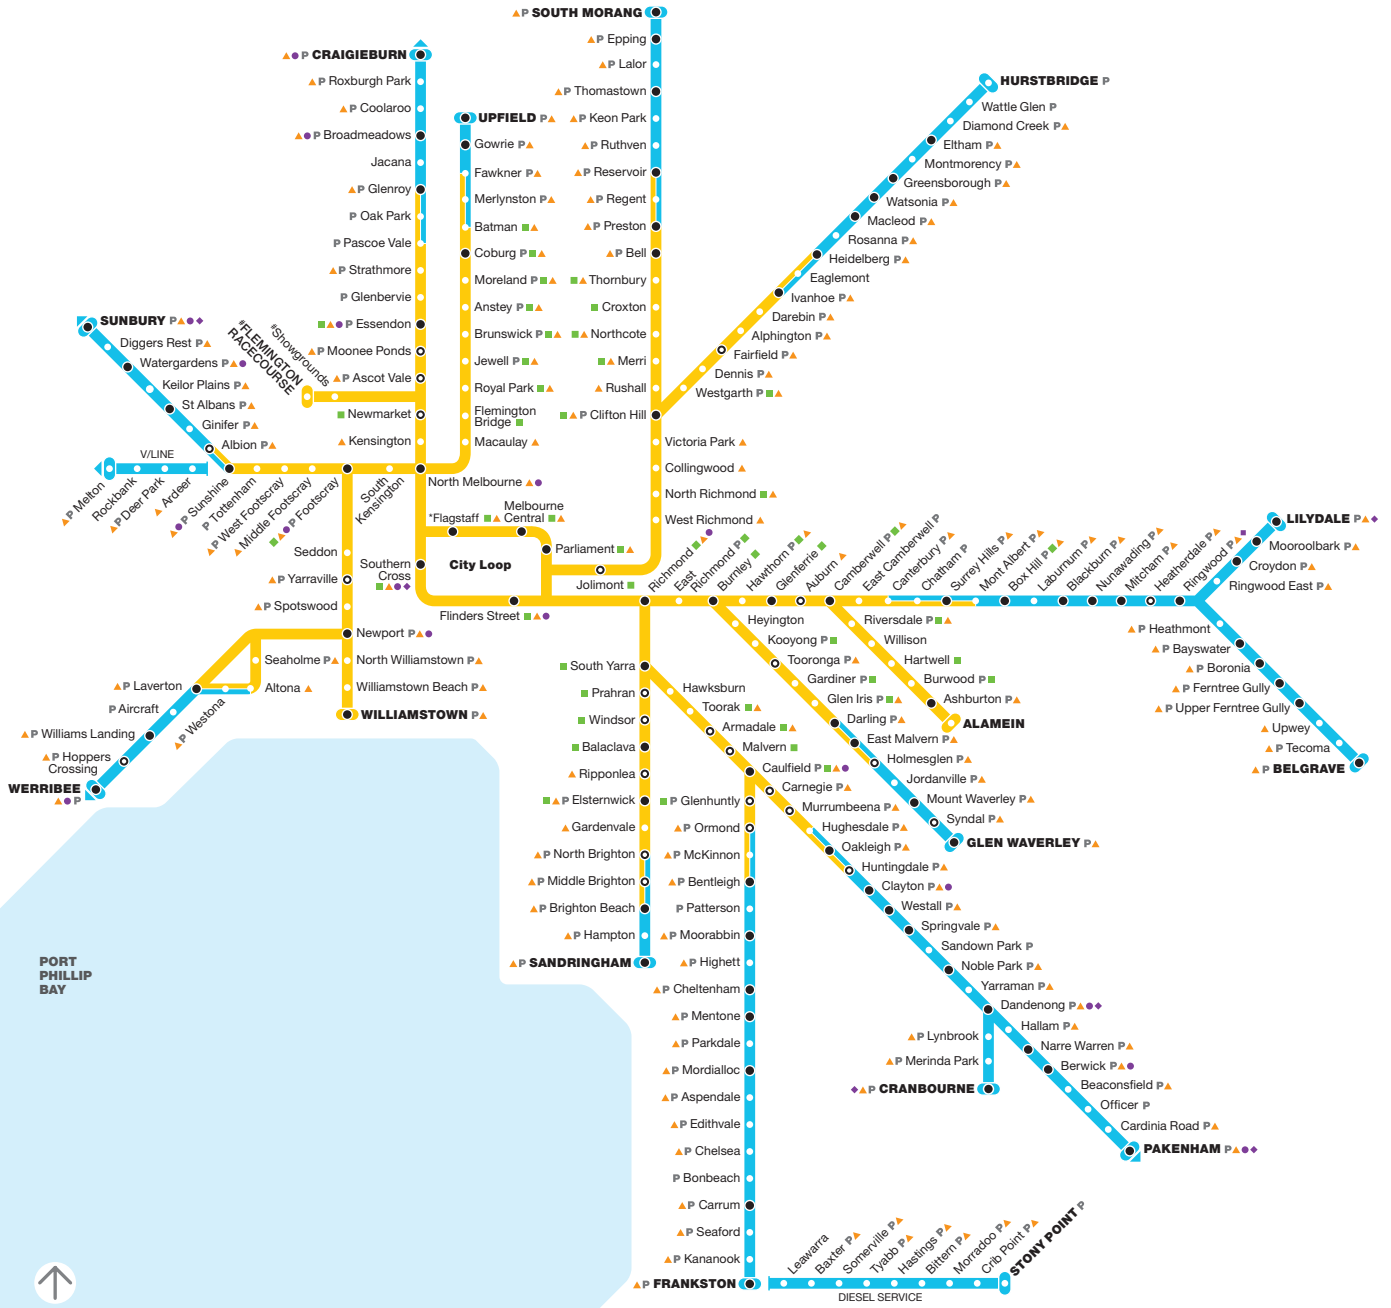 SOUTH MORANG
P Epping
P Lalor
P Thomastown
P Keon Park
P Ruthven
P Reservoir
P Regent
P Preston
P Bell
Thornbury
Croxton
Northcote
Merri
Rushall
P Clifton Hill
Victoria Park
Collingwood
North Richmond
West Richmond
P CRAIGIEBURN
P Roxburgh Park
P Coolaroo
P Broadmeadows
Jacana
P Glenroy
P Oak Park
P Pascoe Vale
P Strathmore
P Glenbervie
P Essendon
P Moonee Ponds
P Ascot Vale
Newmarket
Kensington
UPFIELD P
Gowrie P
Fawkner P
Merlynston P
Batman
Coburg P
Moreland P
Anstey P
Brunswick P
Jewell P
Royal Park
Flemington
Bridge
Macaulay
North Melbourne
HURSTBRIDGE P
Wattle Glen P
Diamond Creek P
Eltham P
Montmorency P
Greensborough P
Watsonia P
Macleod P
Rosanna P
Heidelberg P
Eaglemont
Ivanhoe P
Darebin P
Alphington P
Fairfield P
Dennis P
Westgarth P
#Showgrounds
#FLEMINGTON
RACECOURSE
SUNBURY P
Diggers Rest P
Watergardens P
Keilor Plains P
St Albans P
Ginifer P
Albion P
V/LINE
P Melton
Rockbank
P Deer Park
Ardeer
P Sunshine
P Tottenham
P West Footscray
Middle Footscray
P Footscray
South
Kensington
Seddon
P Yarraville
P Spotswood
Newport P
North Williamstown P
Williamstown Beach P
WILLIAMSTOWN P
Seaholme P
Altona
P Westona
P Laverton
P Aircraft
P Williams Landing
P Hoppers
Crossing
WERRIBEE
P
*Flagstaff
Melbourne
Central
Parliament
City Loop
Southern
Cross
Flinders Street
Jolimont
Richmond
East
Richmond P
Burnley
Hawthorn P
Glenferrie
Auburn
Camberwell P
East Camberwell P
Canterbury P
Chatham P
Surrey Hills P
Mont Albert P
Box Hill P
Laburnum P
Blackburn P
Nunawading P
Mitcham P
Heatherdale P
Ringwood P
LILYDALE P
Mooroolbark P
Croydon P
Ringwood East P
P Heathmont
P Bayswater
P Boronia
P Ferntree Gully
P Upper Ferntree Gully
Upwey
P Tecoma
P BELGRAVE
Riversdale P
Willison
Hartwell
Burwood P
Ashburton P
ALAMEIN
Heyington
Kooyong P
Tooronga P
Gardiner P
Glen Iris P
Darling P
East Malvern P
Holmesglen P
Jordanville P
Mount Waverley P
Syndal P
GLEN WAVERLEY P
South Yarra
Prahran
Windsor
Balaclava
Ripponlea
P Elsternwick
Gardenvale
P North Brighton
P Middle Brighton
P Brighton Beach
P Hampton
P SANDRINGHAM
Hawksburn
Toorak
Armadale
Malvern
Caulfield P
P Glenhuntly
P Ormond
P McKinnon
P Bentleigh
P Patterson
P Moorabbin
P Highett
P Cheltenham
P Mentone
P Parkdale
P Mordialloc
P Aspendale
P Edithvale
P Chelsea
P Bonbeach
P Carrum
P Seaford
P Kananook
P FRANKSTON
Carnegie P
Murrumbeena P
Hughesdale P
Oakleigh P
Huntingdale P
Clayton P
Westall P
Springvale P
Sandown Park P
Noble Park P
Yarraman P
Dandenong P
P Lynbrook
P Merinda Park
P CRANBOURNE
Hallam P
Narre Warren P
Berwick P
Beaconsfield P
Officer P
Cardinia Road P
PAKENHAM P
Leawarra
Baxter P
Somerville P
Tyabb P
Hastings P
Bittern P
Morradoo P
Crib Point P
STONY POINT P
DIESEL SERVICE
PORT
PHILLIP
BAY